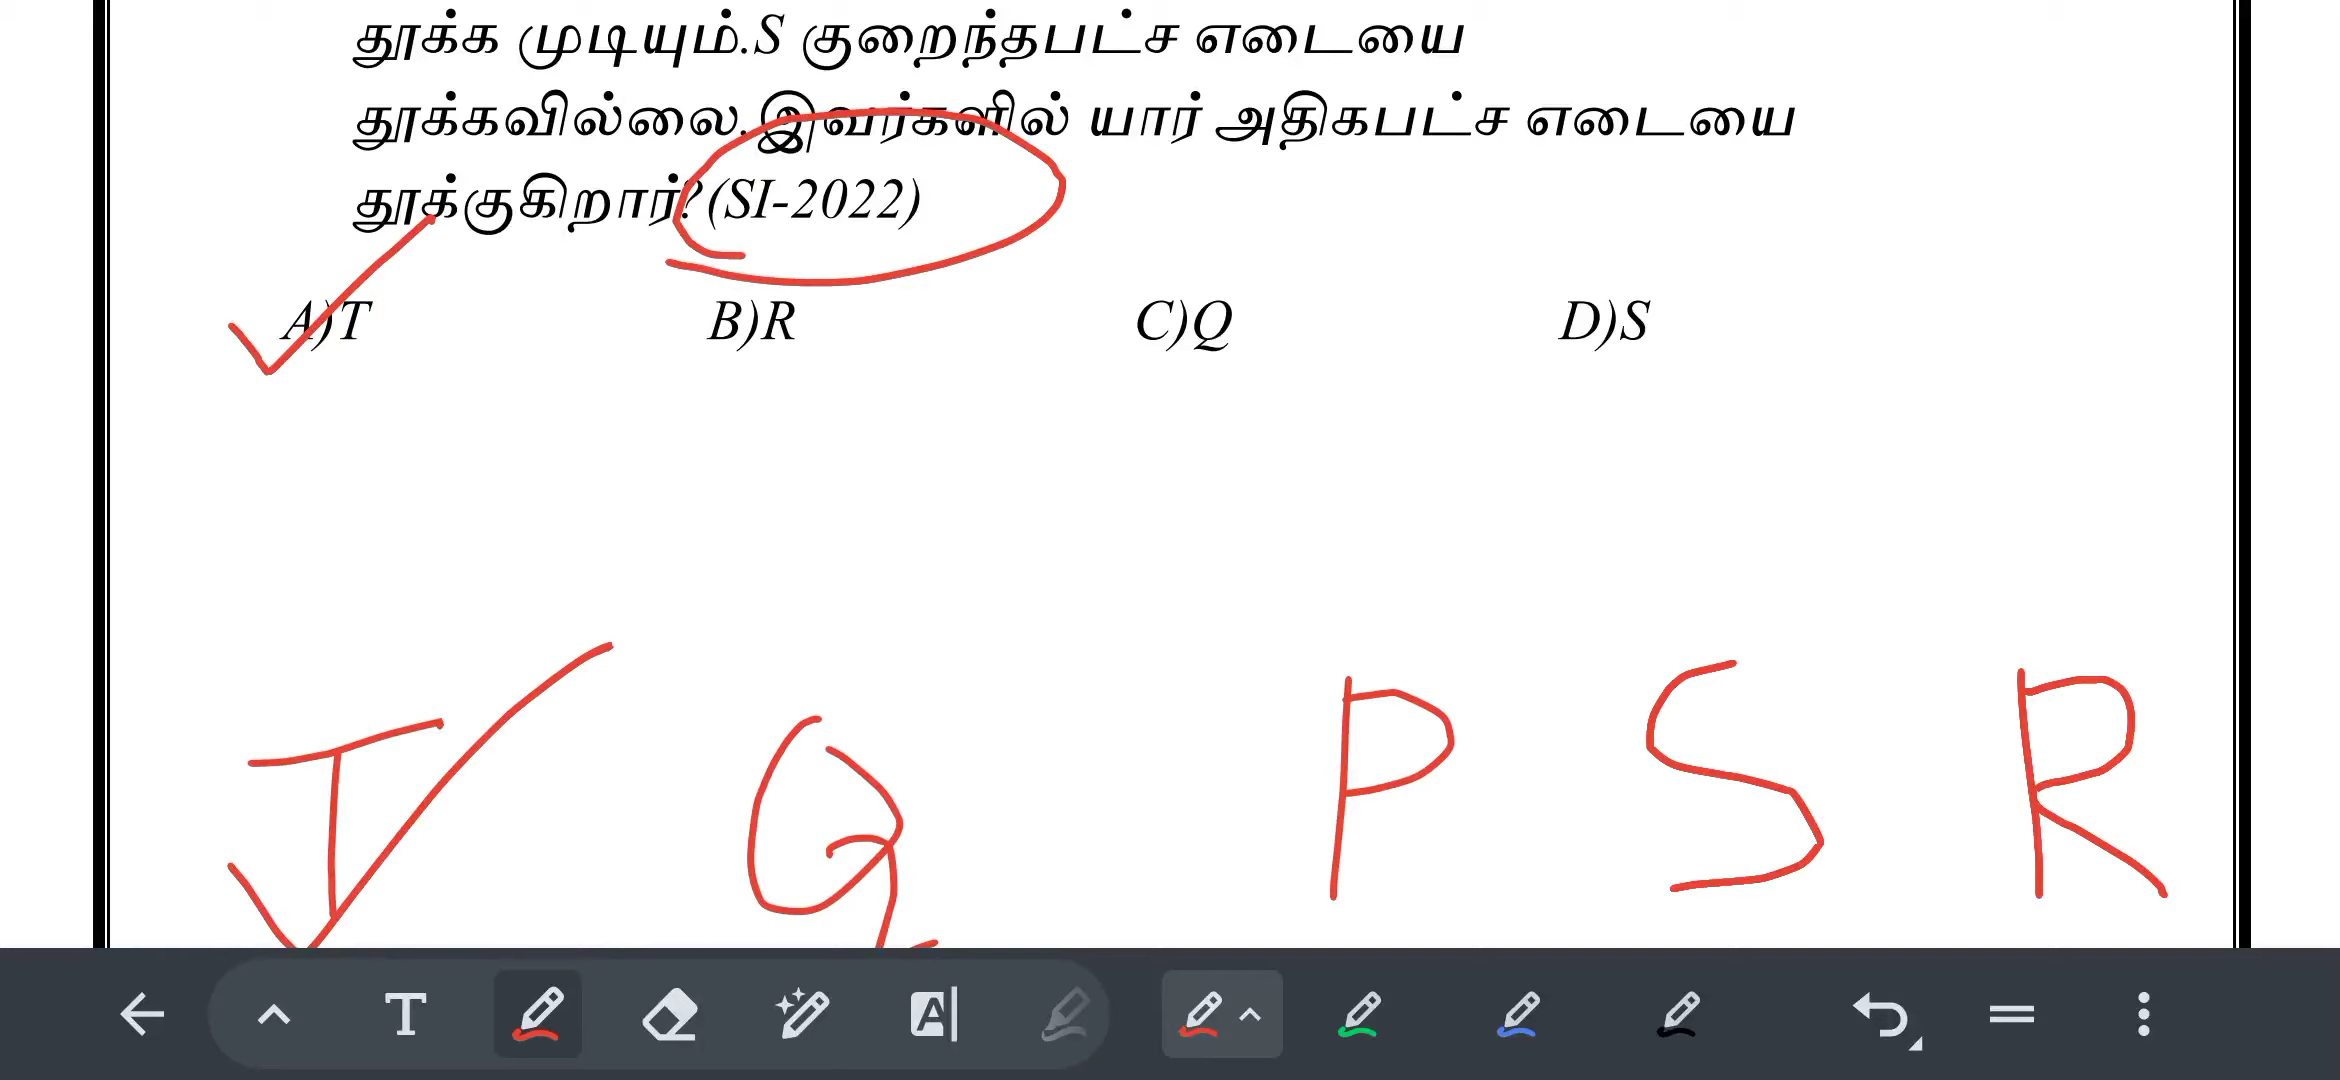 தூக்க முடியும்.S குறைந்தபட்ச எடையை
தூக்கவில்லை.இவர்களில் யார் அதிகபட்ச எடையை
தூக்குகிறார்?(SI-2022)
A)T B)R C)Q D)S
T Q P S R
T A